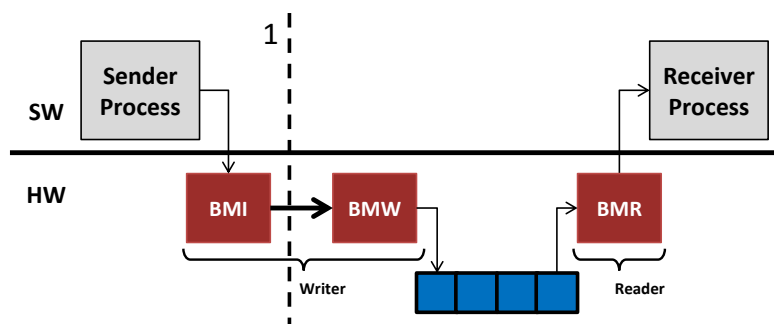 1
Sender
Process
Receiver
Process
SW
HW
BMI
BMW
BMR
Writer
Reader